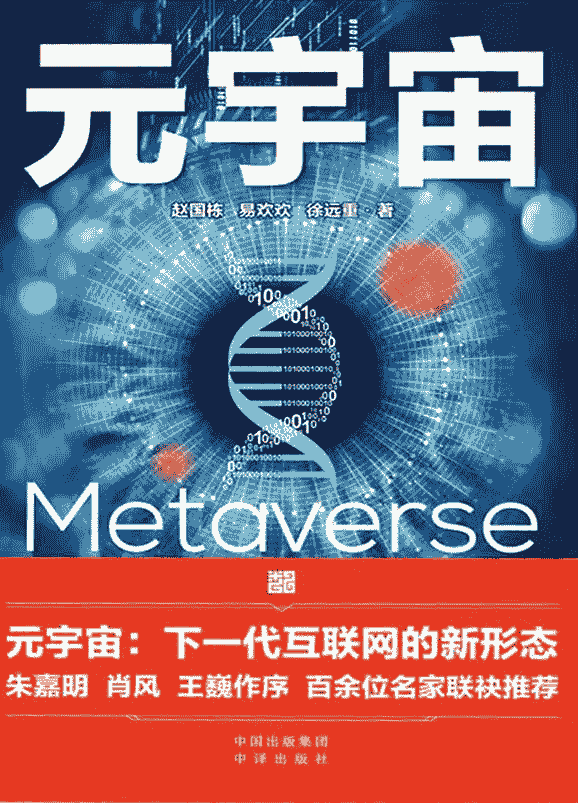 元宇宙
赵国栋 易欢欢 徐远重·著
Metaverse
元宇宙：下一代互联网的新形态
朱嘉明 肖风 王巍作序 百余位名家联袂推荐
中国出版集团
中译出版社